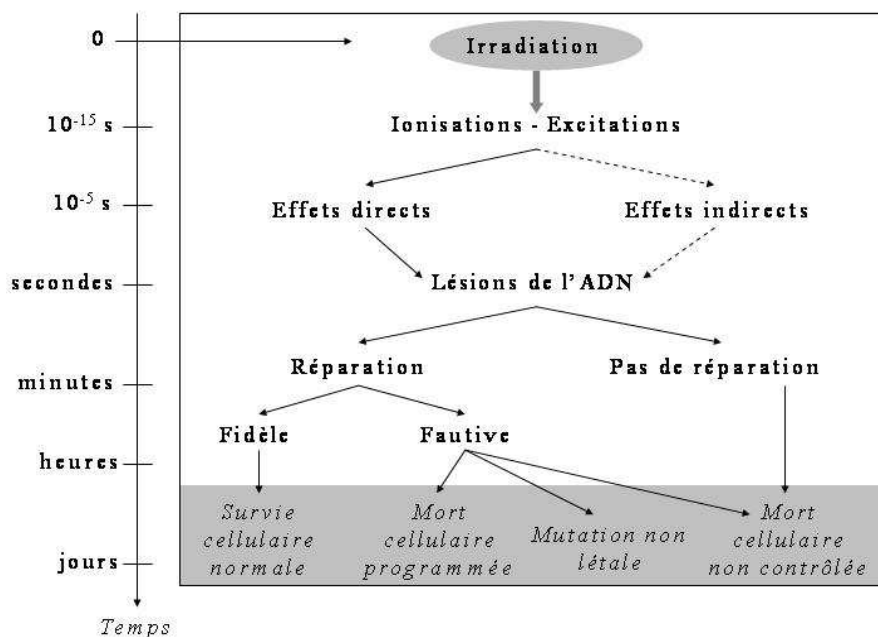 0
Irradiation
10⁻¹⁵ s
Ionisations - Excitations
10⁻⁵ s
Effets directs
Effets indirects
secondes
Lésions de l'ADN
Réparation
Pas de réparation
minutes
Fidèle
Fautive
heures
Survie
cellulaire
normale
Mort
cellulaire
programmée
Mutation non
létale
Mort
cellulaire
non contrôlée
jours
Temps